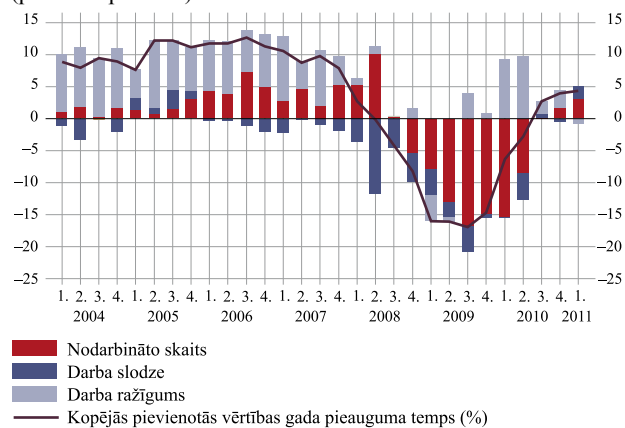 15 15
10 10
5 5
0 0
–5 –5
–10 –10
–15 –15
–20 –20
–25 –25
1. 2. 3. 4. 1. 2. 3. 4. 1. 2. 3. 4. 1. 2. 3. 4. 1. 2. 3. 4. 1. 2. 3. 4. 1. 2. 3. 4. 1.
2004 2005 2006 2007 2008 2009 2010 2011
Nodarbināto skaits
Darba slodze
Darba ražīgums
Kopējās pievienotās vērtības gada pieauguma temps (%)